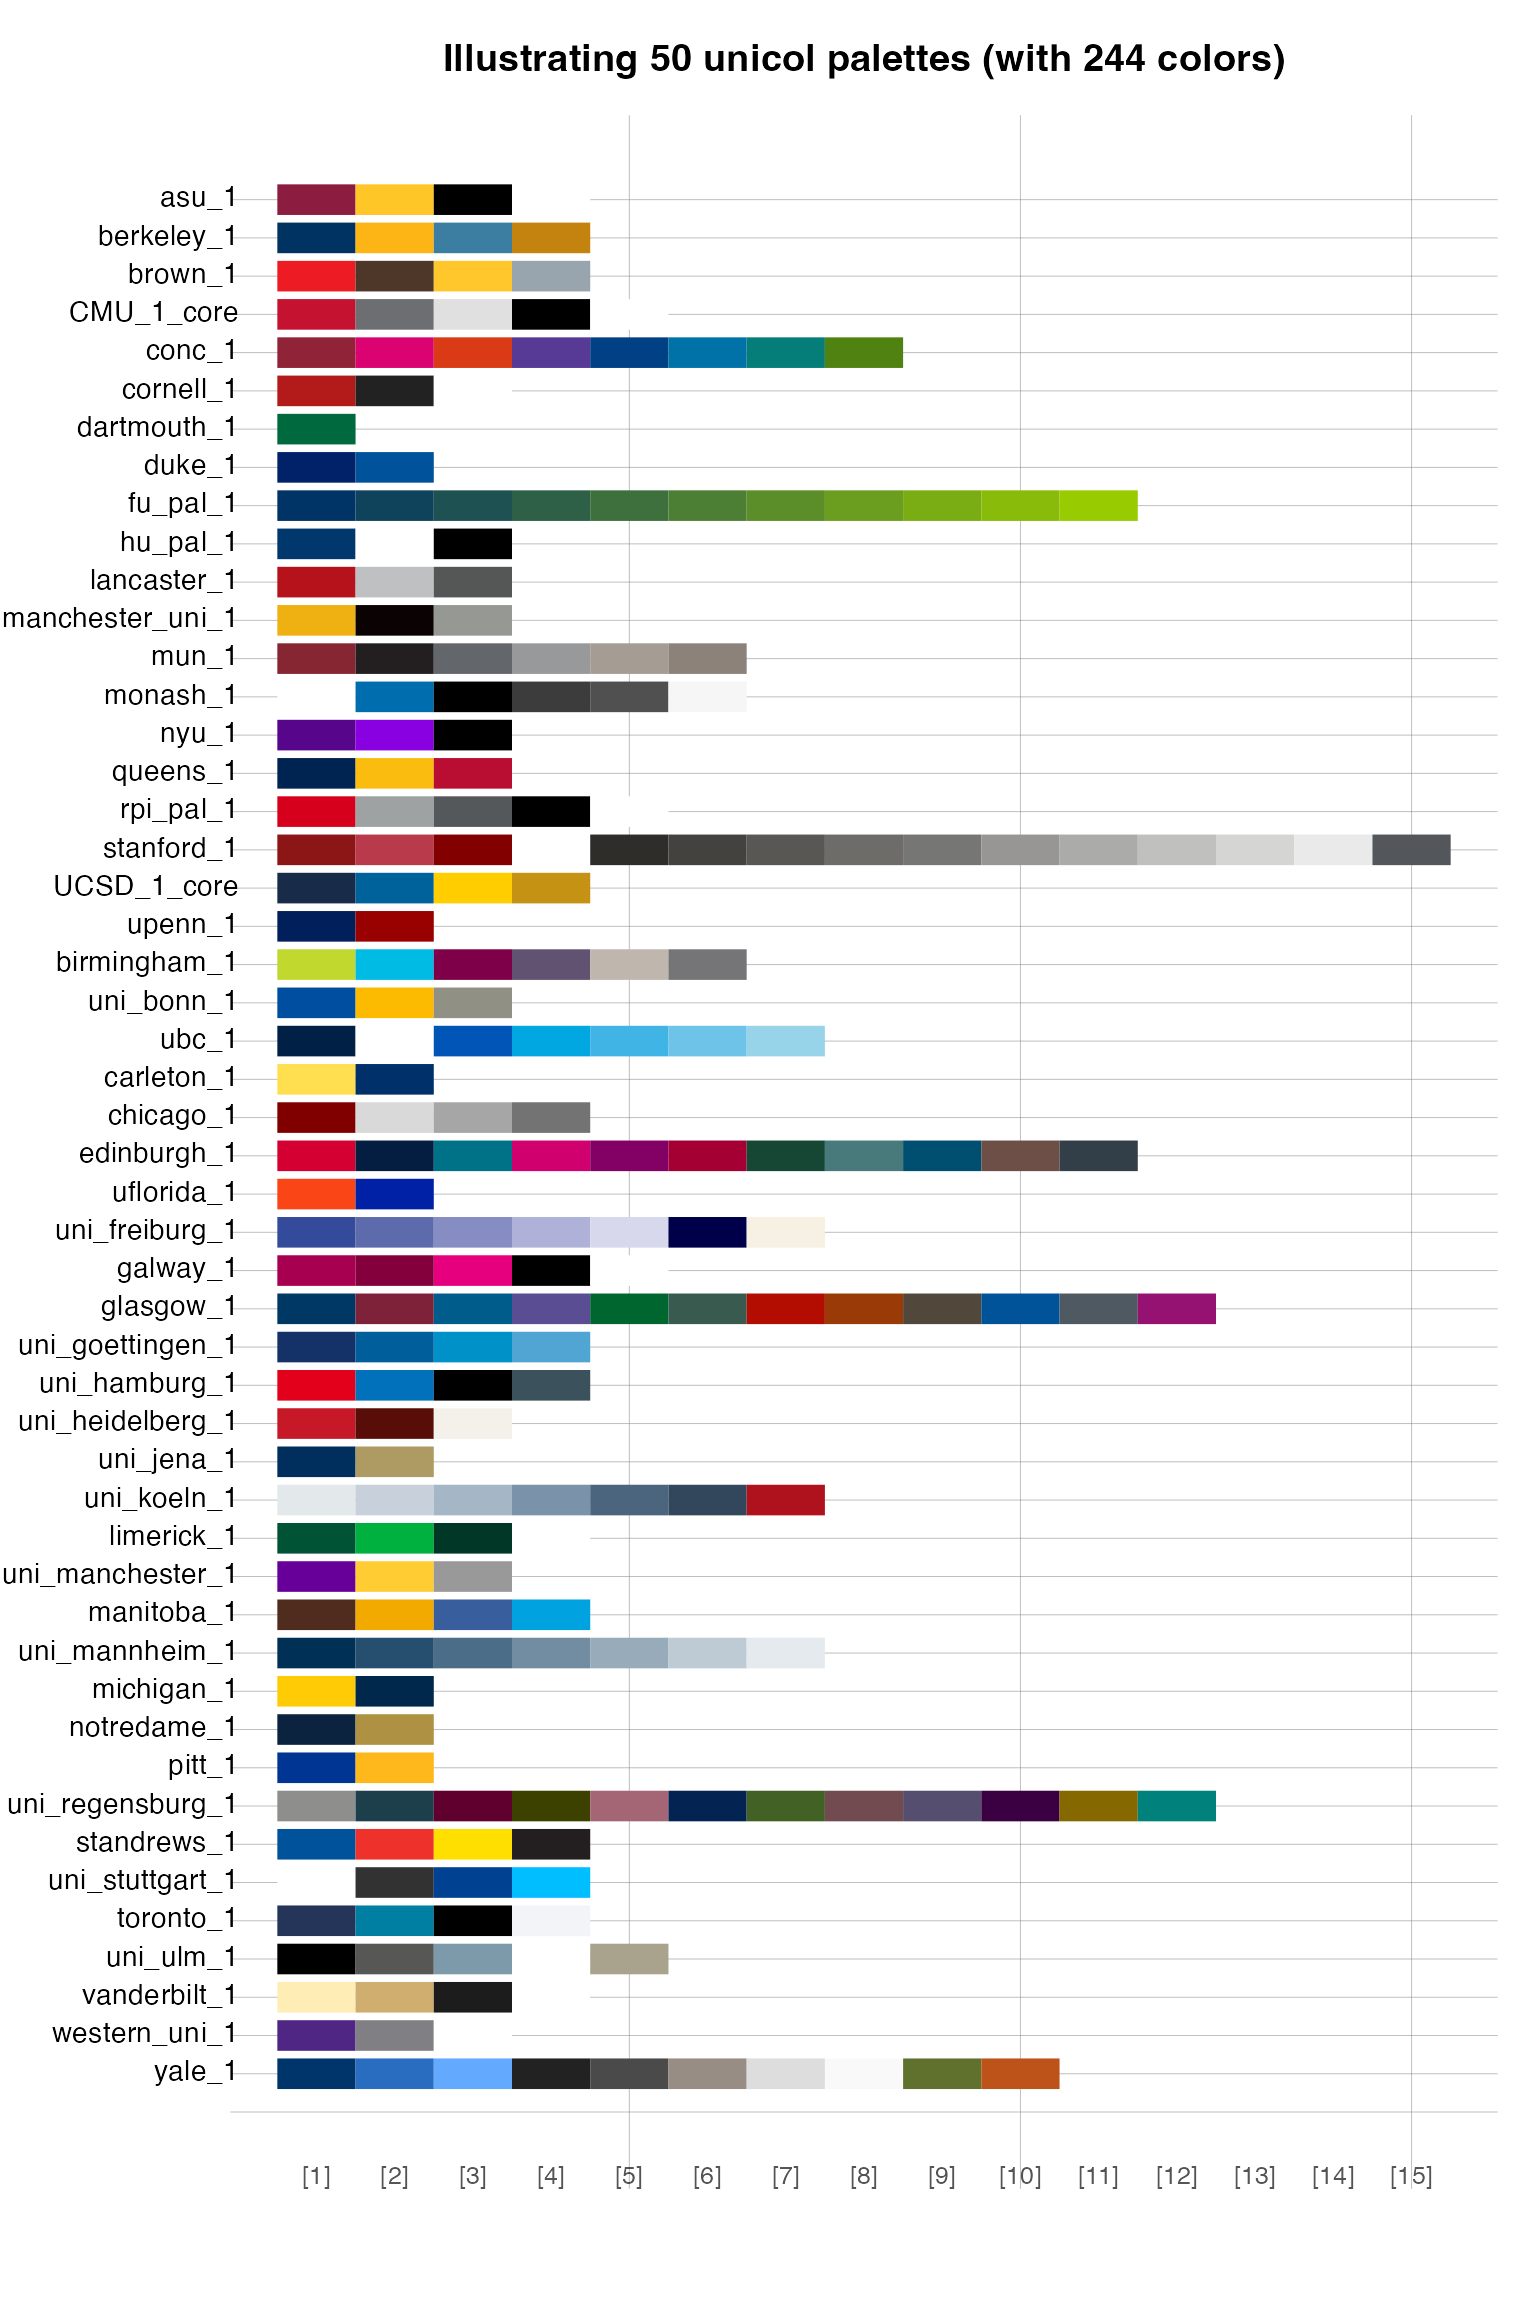 Illustrating 50 unicol palettes (with 244 colors)
asu_1
berkeley_1
brown_1
CMU_1_core
conc_1
cornell_1
dartmouth_1
duke_1
fu_pal_1
hu_pal_1
lancaster_1
manchester_uni_1
mun_1
monash_1
nyu_1
queens_1
rpi_pal_1
stanford_1
UCSD_1_core
upenn_1
birmingham_1
uni_bonn_1
ubc_1
carleton_1
chicago_1
edinburgh_1
uflorida_1
uni_freiburg_1
galway_1
glasgow_1
uni_goettingen_1
uni_hamburg_1
uni_heidelberg_1
uni_jena_1
uni_koeln_1
limerick_1
uni_manchester_1
manitoba_1
uni_mannheim_1
michigan_1
notredame_1
pitt_1
uni_regensburg_1
standrews_1
uni_stuttgart_1
toronto_1
uni_ulm_1
vanderbilt_1
western_uni_1
yale_1
[1] [2] [3] [4] [5] [6] [7] [8] [9] [10] [11] [12] [13] [14] [15]